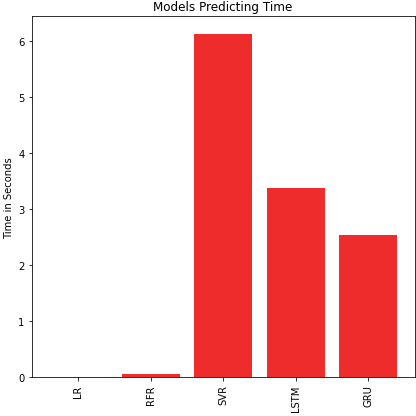 Models Predicting Time
Time in Seconds
6
5
4
3
2
1
0
LR
RFR
SVR
LSTM
GRU